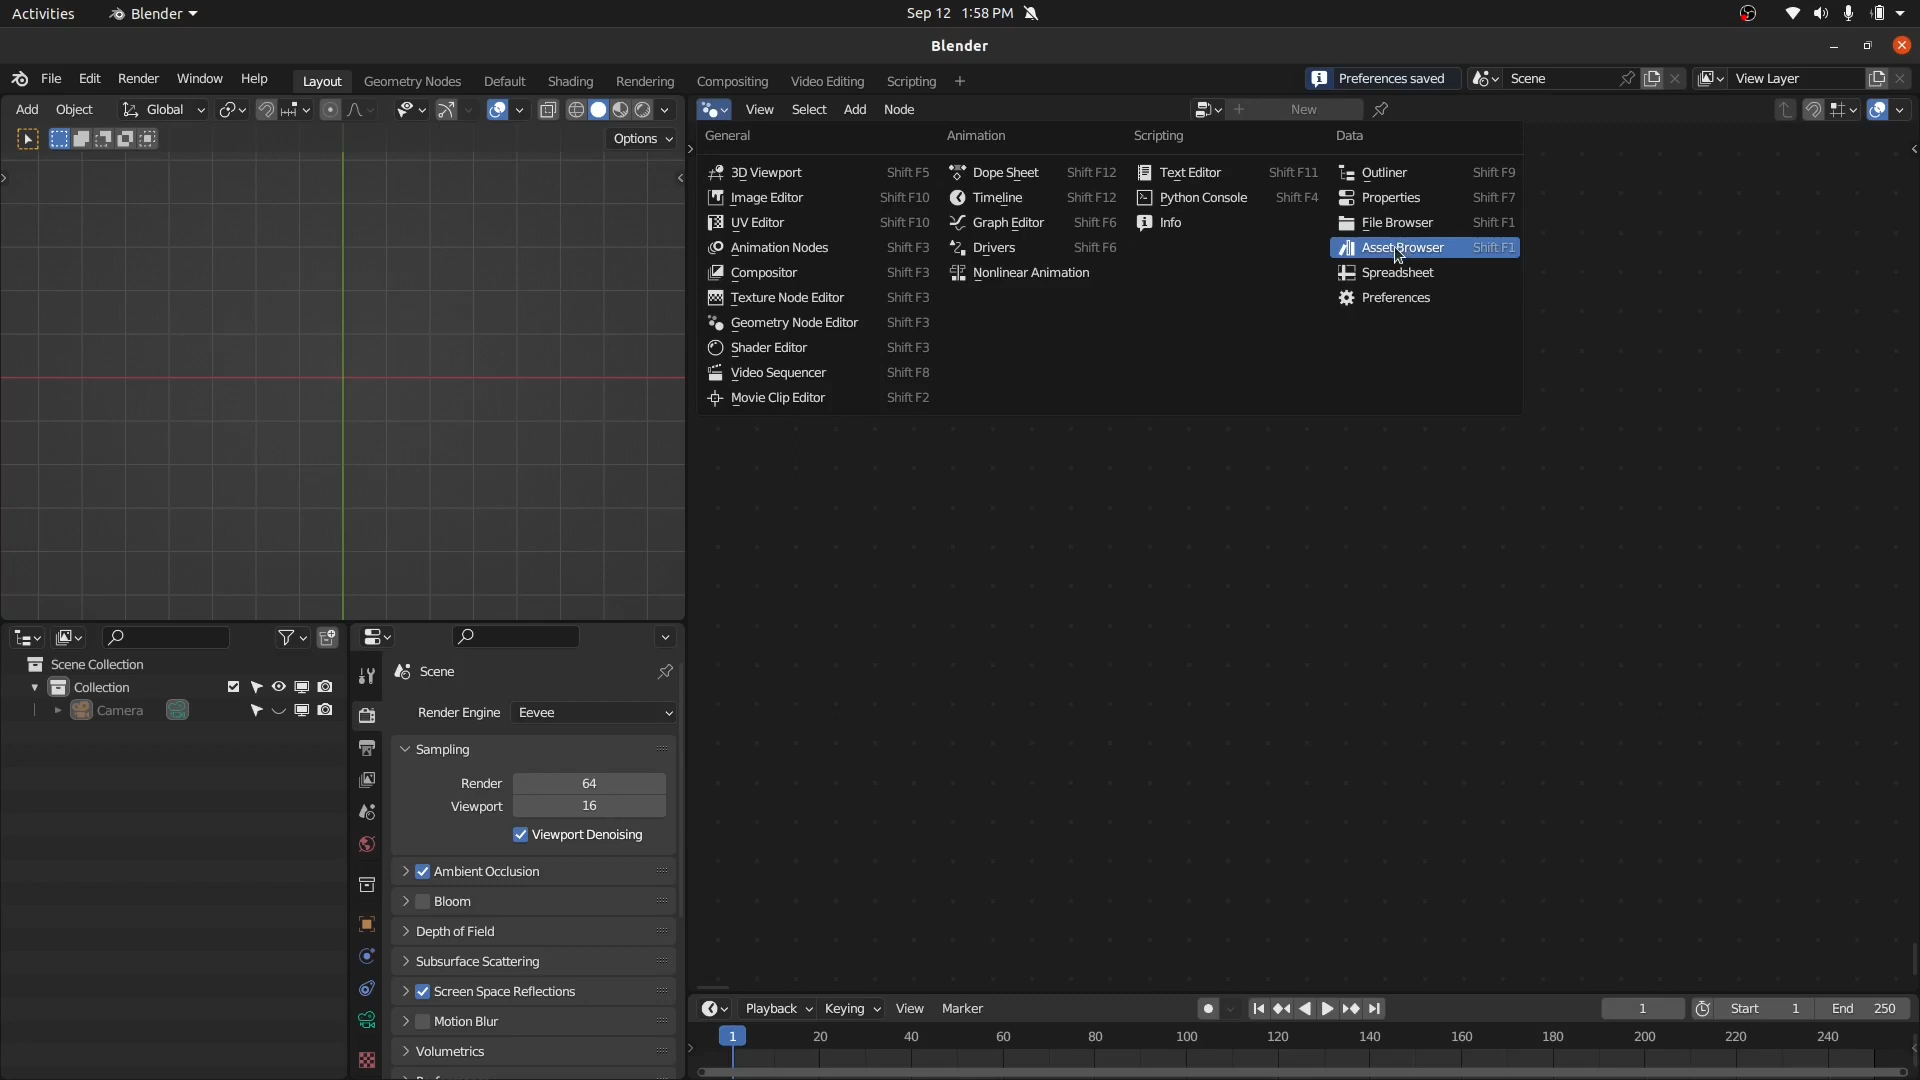 Activities Blender Sep 12 1:58 PM
Blender
File Edit Render Window Help Layout Geometry Nodes Default Shading Rendering Compositing Video Editing Scripting + Preferences saved Scene View Layer
Add Object Global View Select Add Node New
Options
General Animation Scripting Data
3D Viewport Shift F5 Dope Sheet Shift F12 Text Editor Shift F11 Outliner Shift F9
Image Editor Shift F10 Timeline Shift F12 Python Console Shift F4 Properties Shift F7
UV Editor Shift F10 Graph Editor Shift F6 Info File Browser Shift F1
Animation Nodes Shift F3 Drivers Shift F6 Asset Browser Shift F1
Compositor Shift F3 Nonlinear Animation Spreadsheet
Texture Node Editor Shift F3 Preferences
Geometry Node Editor Shift F3
Shader Editor Shift F3
Video Sequencer Shift F8
Movie Clip Editor Shift F2
Scene Collection
Collection
Camera
Scene
Render Engine Eevee
Sampling
Render 64
Viewport 16
Viewport Denoising
Ambient Occlusion
Bloom
Depth of Field
Subsurface Scattering
Screen Space Reflections
Motion Blur
Volumetrics
Playback Keying View Marker 1 Start 1 End 250
1 20 40 60 80 100 120 140 160 180 200 220 240